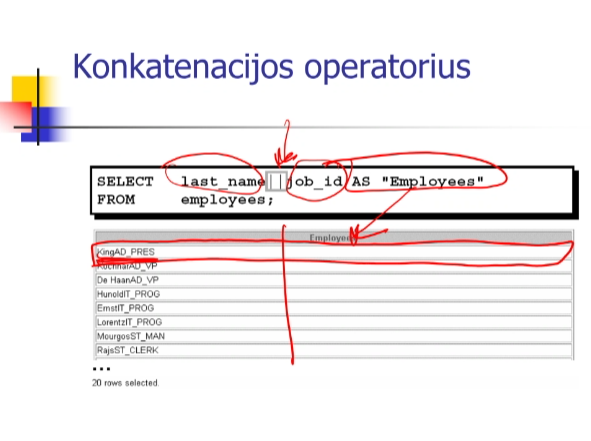 Konkatenacijos operatorius
SELECT last_name||job_id AS "Employees"
FROM employees;
Employees
KingAD_PRES
KochharAD_VP
De HaanAD_VP
HunoldIT_PROG
ErnstIT_PROG
LorentzIT_PROG
MourgosST_MAN
RajsST_CLERK
...
20 rows selected.